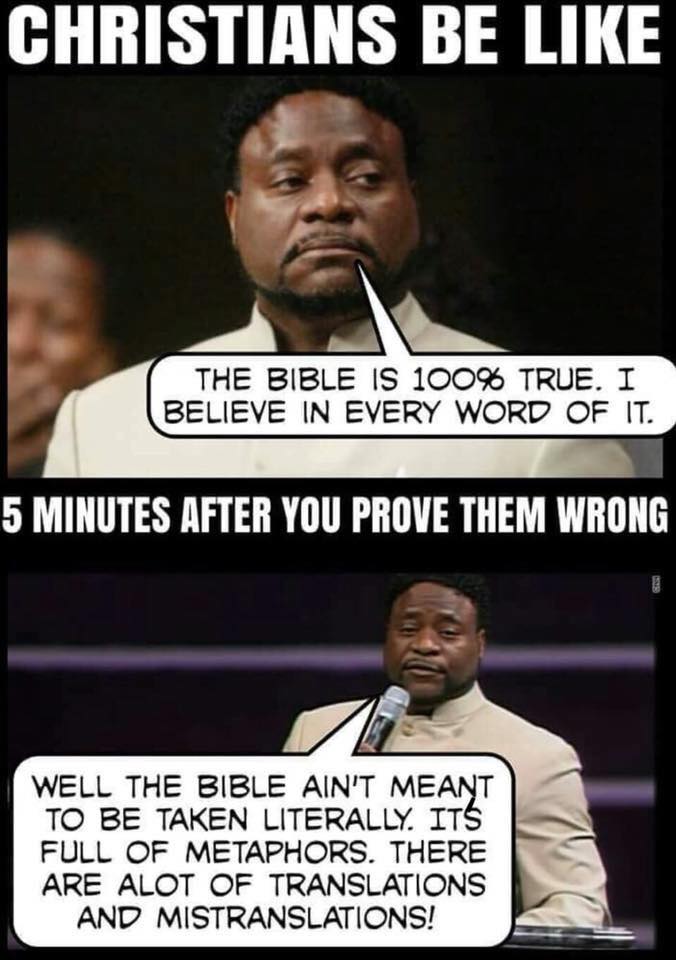 CHRISTIANS BE LIKE
THE BIBLE IS 100% TRUE. I
BELIEVE IN EVERY WORD OF IT.
5 MINUTES AFTER YOU PROVE THEM WRONG
WELL THE BIBLE AIN'T MEANT
TO BE TAKEN LITERALLY. ITS
FULL OF METAPHORS. THERE
ARE ALOT OF TRANSLATIONS
AND MISTRANSLATIONS!